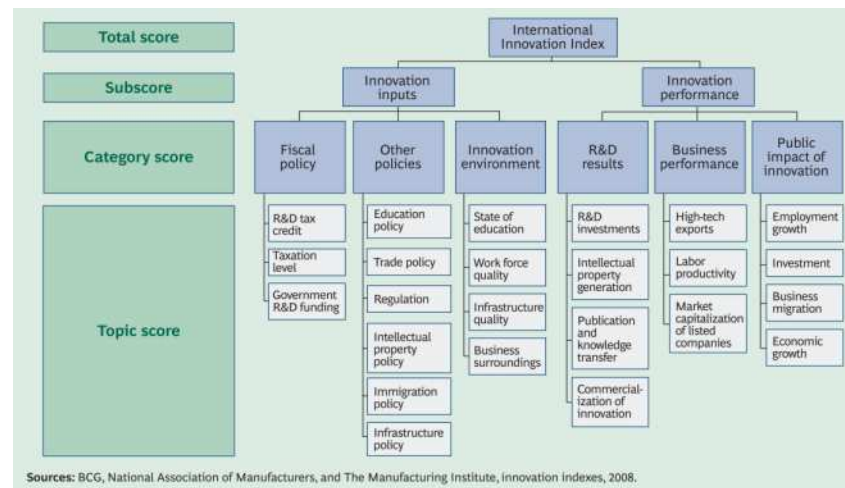 Total score
International
Innovation Index
Subscore
Innovation
inputs
Innovation
performance
Category score
Fiscal
policy
Other
policies
Innovation
environment
R&D
results
Business
performance
Public
impact of
innovation
Topic score
R&D tax
credit
Taxation
level
Government
R&D funding
Education
policy
Trade policy
Regulation
Intellectual
property
policy
Immigration
policy
Infrastructure
policy
State of
education
Work force
quality
Infrastructure
quality
Business
surroundings
R&D
investments
Intellectual
property
generation
Publication
and
knowledge
transfer
Commercial-
ization of
innovation
High-tech
exports
Labor
productivity
Market
capitalization
of listed
companies
Employment
growth
Investment
Business
migration
Economic
growth
Sources: BCG, National Association of Manufacturers, and The Manufacturing Institute, innovation indexes, 2008.